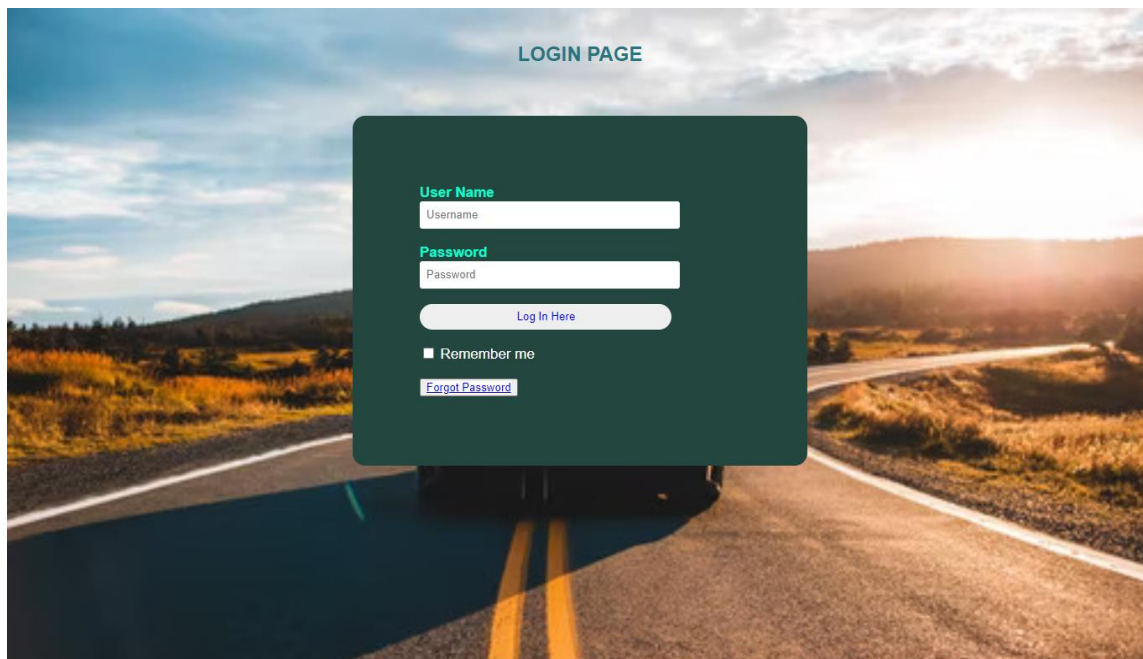 LOGIN PAGE
User Name
Username
Password
Password
Log In Here
Remember me
Forgot Password